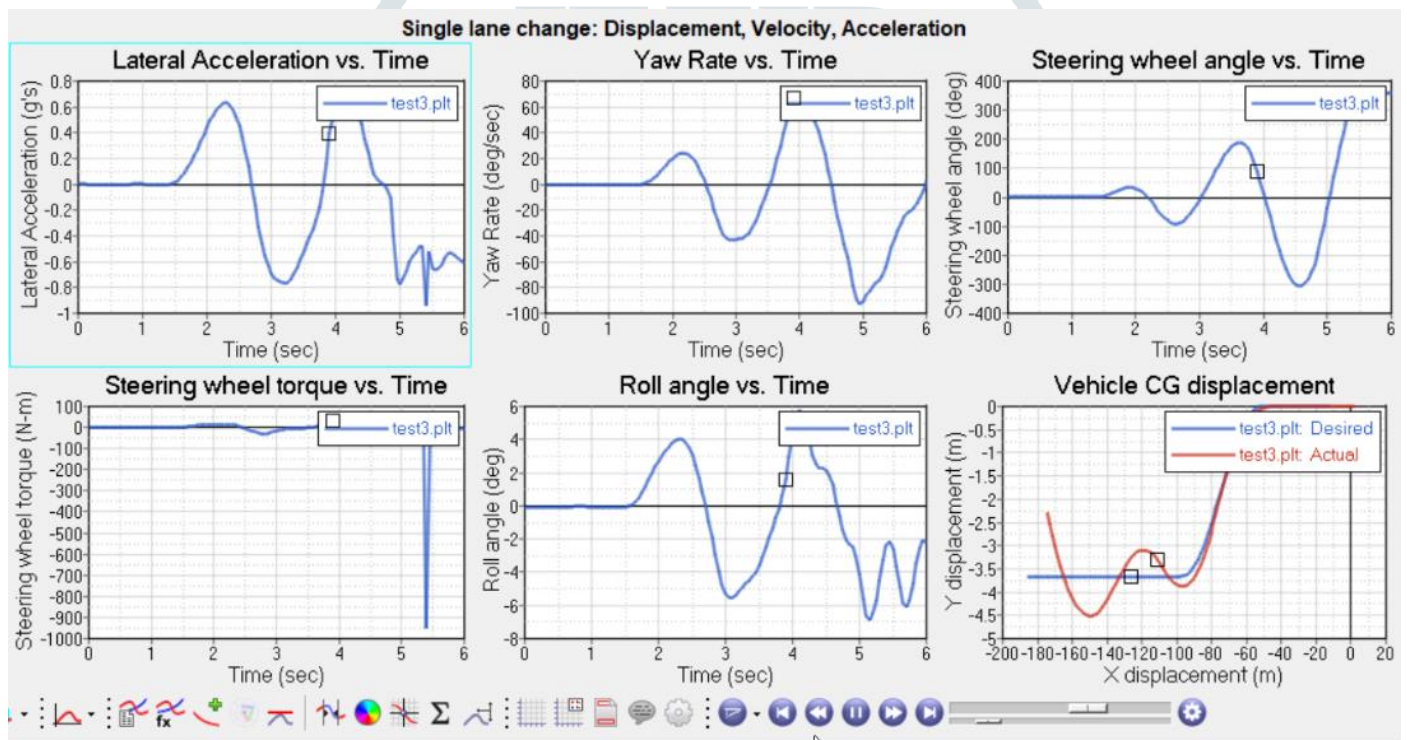 Single lane change: Displacement, Velocity, Acceleration
Lateral Acceleration vs. Time
Lateral Acceleration (g's)
0.8
0.6
0.4
0.2
0
-0.2
-0.4
-0.6
-0.8
-1
test3.plt
0 1 2 3 4 5 6
Time (sec)
Yaw Rate vs. Time
Yaw Rate (deg/sec)
80
60
40
20
0
-20
-40
-60
-80
-100
test3.plt
0 1 2 3 4 5 6
Time (sec)
Steering wheel angle vs. Time
Steering wheel angle (deg)
400
300
200
100
0
-100
-200
-300
-400
test3.plt
0 1 2 3 4 5 6
Time (sec)
Steering wheel torque vs. Time
Steering wheel torque (N-m)
100
0
-100
-200
-300
-400
-500
-600
-700
-800
-900
-1000
test3.plt
0 1 2 3 4 5 6
Time (sec)
Roll angle vs. Time
Roll angle (deg)
6
4
2
0
-2
-4
-6
-8
test3.plt
0 1 2 3 4 5 6
Time (sec)
Vehicle CG displacement
Y displacement (m)
0
-0.5
-1
-1.5
-2
-2.5
-3
-3.5
-4
-4.5
-5
test3.plt: Desired
test3.plt: Actual
-200 -180 -160 -140 -120 -100 -80 -60 -40 -20 0 20
X displacement (m)
fx
Σ